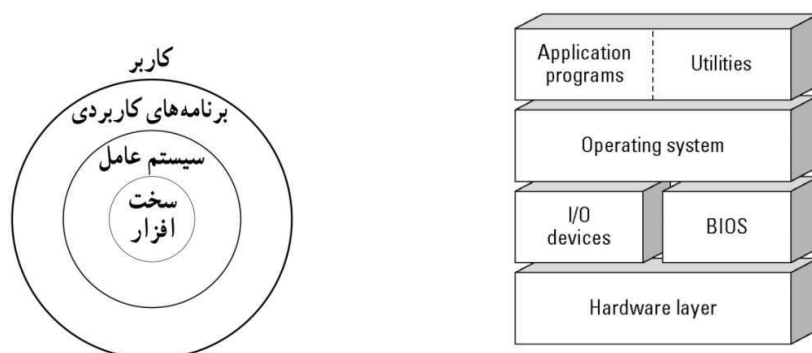 کاربر
برنامه‌های کاربردی
سیستم عامل
سخت
افزار
Application
programs
Utilities
Operating system
I/O
devices
BIOS
Hardware layer